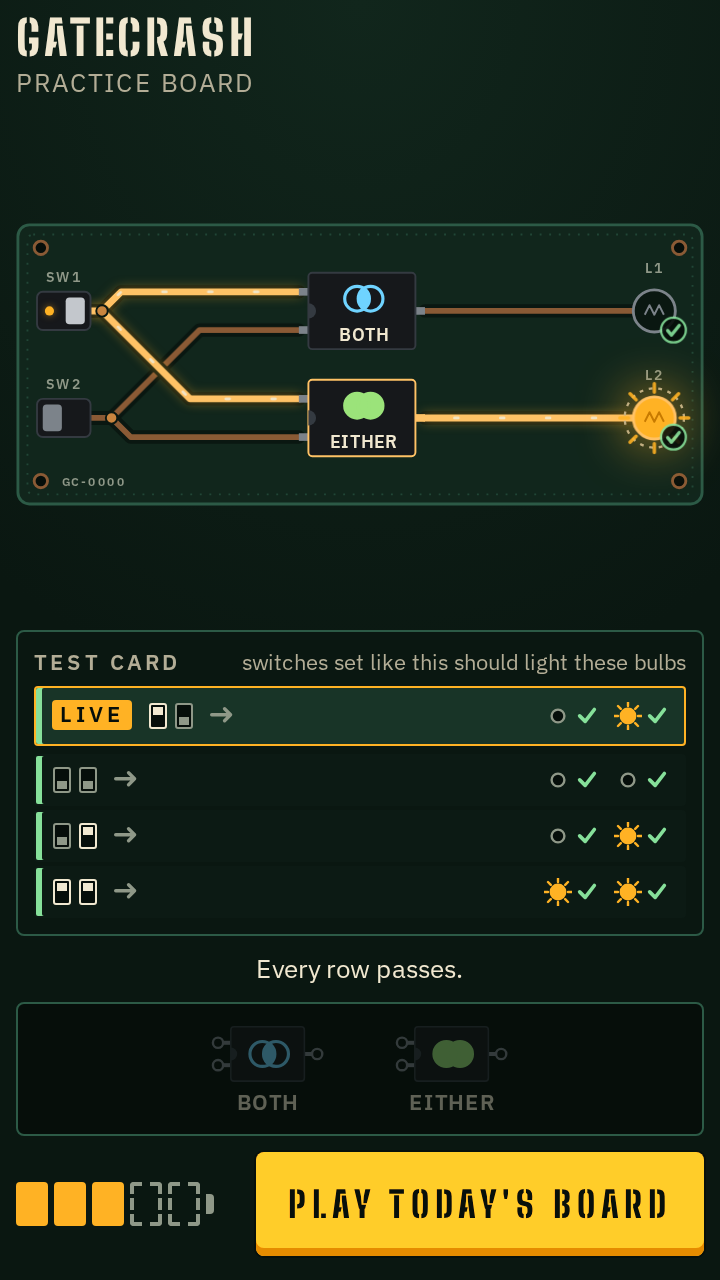 GATECRASH
PRACTICE BOARD
SW1
L1
BOTH
SW2
L2
EITHER
GC-0000
TEST CARD switches set like this should light these bulbs
LIVE
Every row passes.
BOTH EITHER
PLAY TODAY'S BOARD